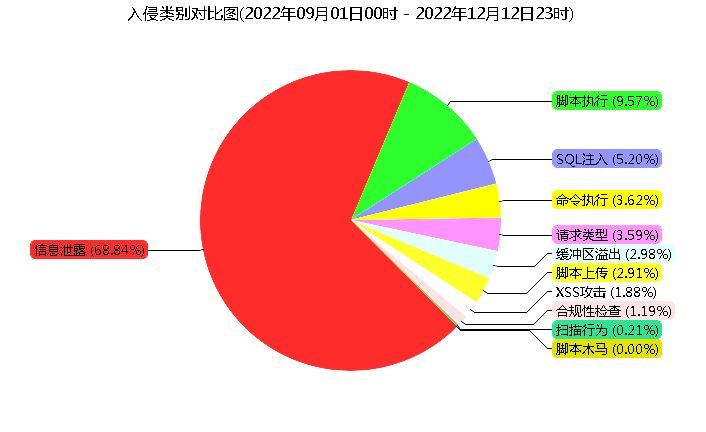 入侵类别对比图(2022年09月01日00时 - 2022年12月12日23时)
脚本执行 (9.57%)
SQL注入 (5.20%)
命令执行 (3.62%)
请求类型 (3.59%)
信息泄露 (68.84%)
缓冲区溢出 (2.98%)
脚本上传 (2.91%)
XSS攻击 (1.88%)
合规性检查 (1.19%)
扫描行为 (0.21%)
脚本木马 (0.00%)